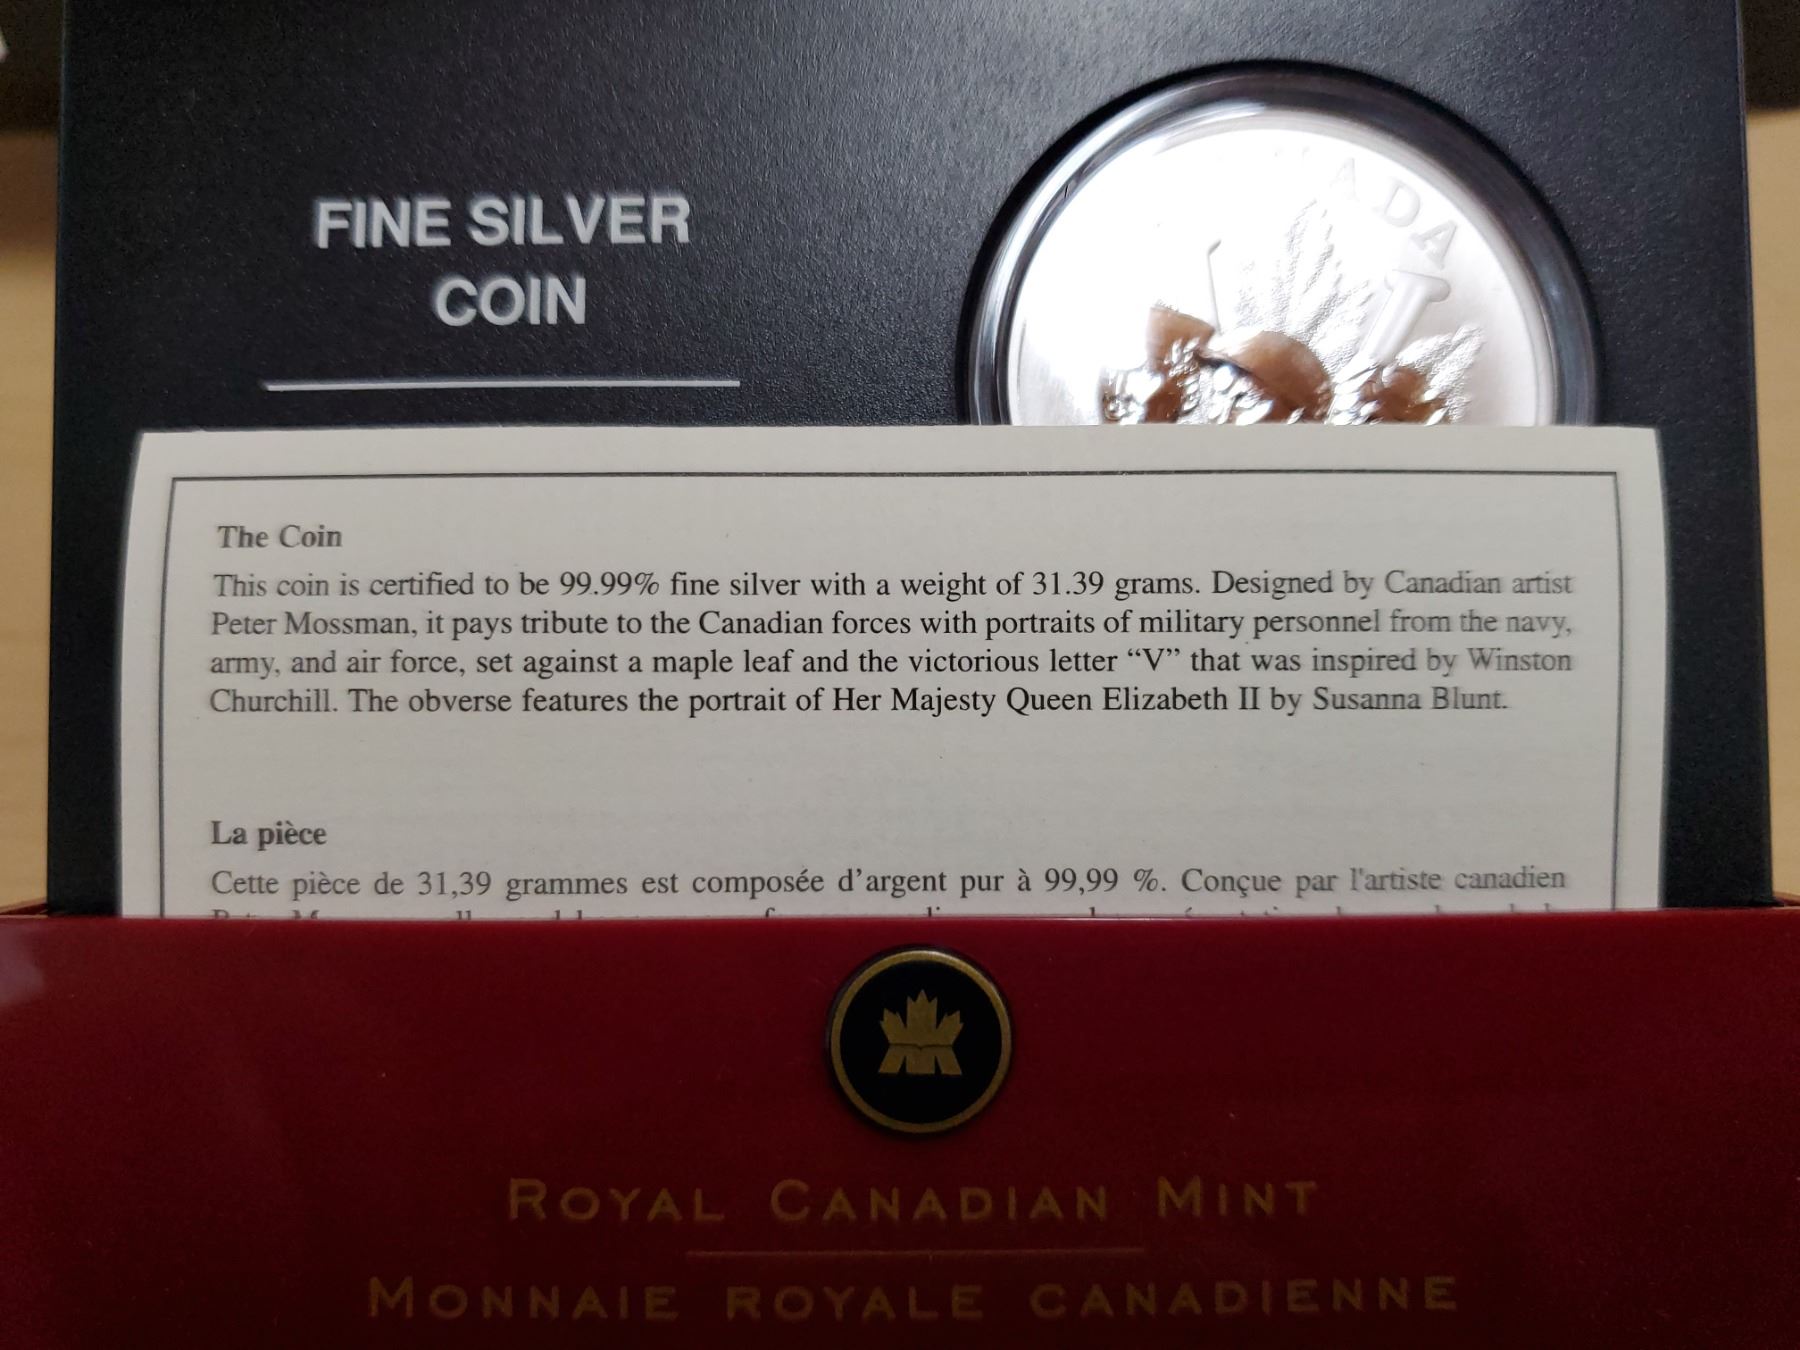 FINE SILVER
COIN
ADA
The Coin
This coin is certified to be 99.99% fine silver with a weight of 31.39 grams. Designed by Canadian artist
Peter Mossman, it pays tribute to the Canadian forces with portraits of military personnel from the navy,
army, and air force, set against a maple leaf and the victorious letter “V” that was inspired by Winston
Churchill. The obverse features the portrait of Her Majesty Queen Elizabeth II by Susanna Blunt.
La pièce
Cette pièce de 31,39 grammes est composée d’argent pur à 99,99 %. Conçue par l'artiste canadien
ROYAL CANADIAN MINT
MONNAIE ROYALE CANADIENNE